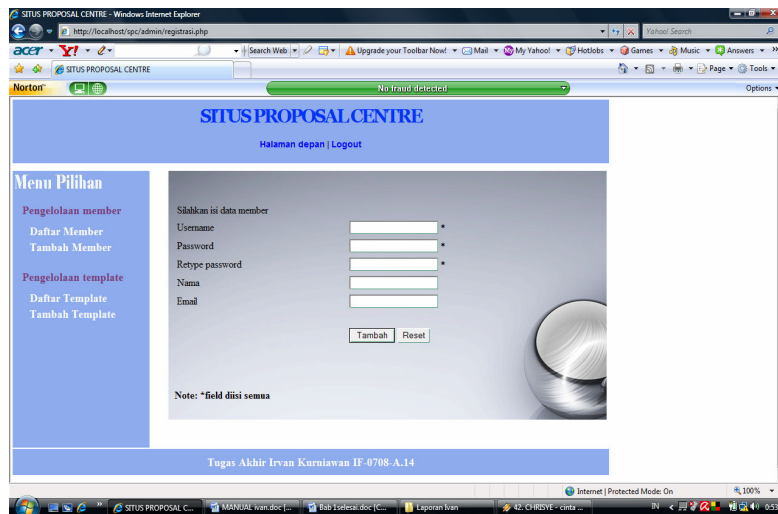 SITUS PROPOSAL CENTRE - Windows Internet Explorer
http://localhost/spc/admin/registrasi.php
Yahoo! Search
acer Y! Search Web Upgrade your Toolbar Now! Mail My Yahoo! HotJobs Games Music Answers »
SITUS PROPOSAL CENTRE Page Tools
Norton™ No fraud detected Options
SITUS PROPOSAL CENTRE
Halaman depan | Logout
Menu Pilihan
Pengelolaan member
Daftar Member
Tambah Member
Pengelolaan template
Daftar Template
Tambah Template
Silahkan isi data member
Username *
Password *
Retype password *
Nama
Email
Tambah Reset
Note: *field diisi semua
Tugas Akhir Irvan Kurniawan IF-0708-A.14
Internet | Protected Mode: On 100%
SITUS PROPOSAL C... MANUAL ivan.doc [... Bab 1selesai.doc [C... Laporan Ivan 42. CHRISYE - cinta ... IN 0:53